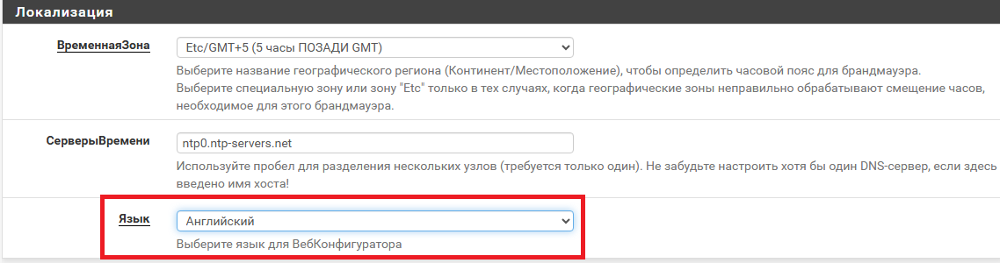 Локализация
ВременнаяЗона
Etc/GMT+5 (5 часы ПОЗАДИ GMT)
Выберите название географического региона (Континент/Местоположение), чтобы определить часовой пояс для брандмауэра.
Выберите специальную зону или зону "Etc" только в тех случаях, когда географические зоны неправильно обрабатывают смещение часов,
необходимое для этого брандмауэра.
СерверыВремени
ntp0.ntp-servers.net
Используйте пробел для разделения нескольких узлов (требуется только один). Не забудьте настроить хотя бы один DNS-сервер, если здесь
введено имя хоста!
Язык
Английский
Выберите язык для ВебКонфигуратора